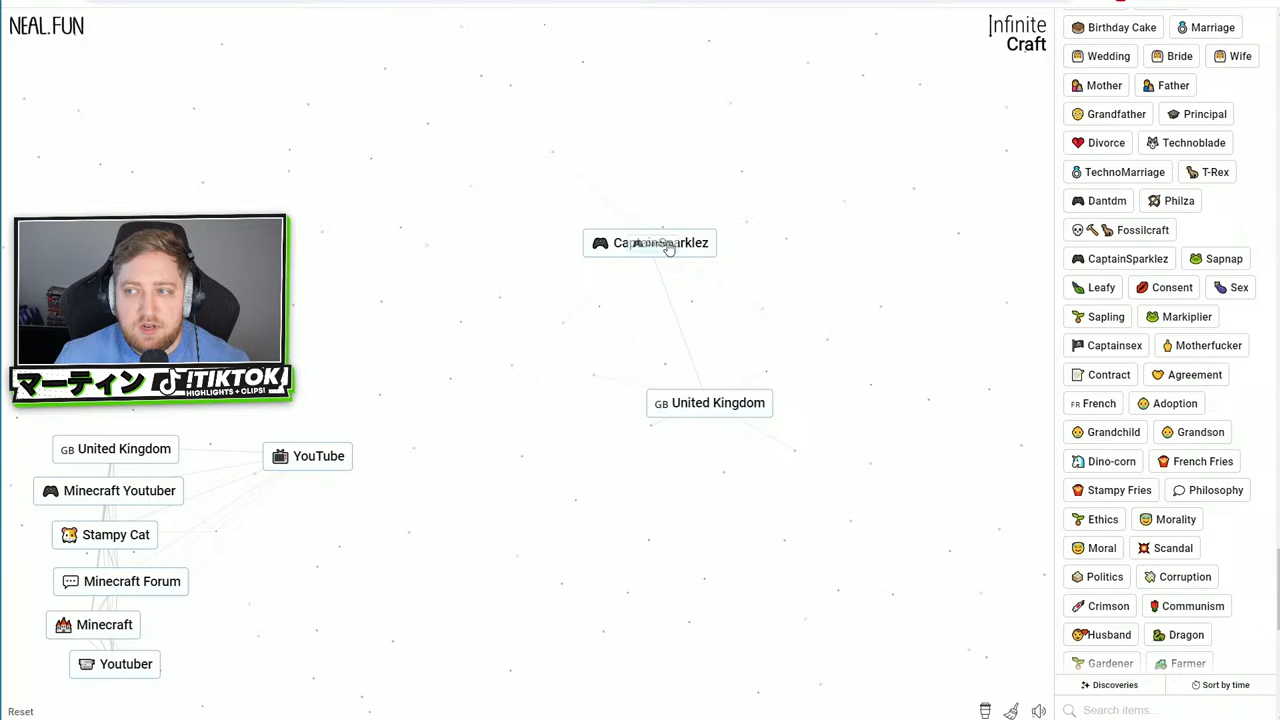 NEAL.FUN
Infinite
Craft
CaptainSparklez
GB United Kingdom
マーティン !TIKTOK
HIGHLIGHTS + CLIPS!
GB United Kingdom
YouTube
Minecraft Youtuber
Stampy Cat
Minecraft Forum
Minecraft
Youtuber
Reset
Birthday Cake Marriage
Wedding Bride Wife
Mother Father
Grandfather Principal
Divorce Technoblade
TechnoMarriage T-Rex
Dantdm Philza
Fossilcraft
CaptainSparklez Sapnap
Leafy Consent Sex
Sapling Markiplier
Captainsex Motherfucker
Contract Agreement
FR French Adoption
Grandchild Grandson
Dino-corn French Fries
Stampy Fries Philosophy
Ethics Morality
Moral Scandal
Politics Corruption
Crimson Communism
Husband Dragon
Gardener Farmer
Discoveries Sort by time
Search items...